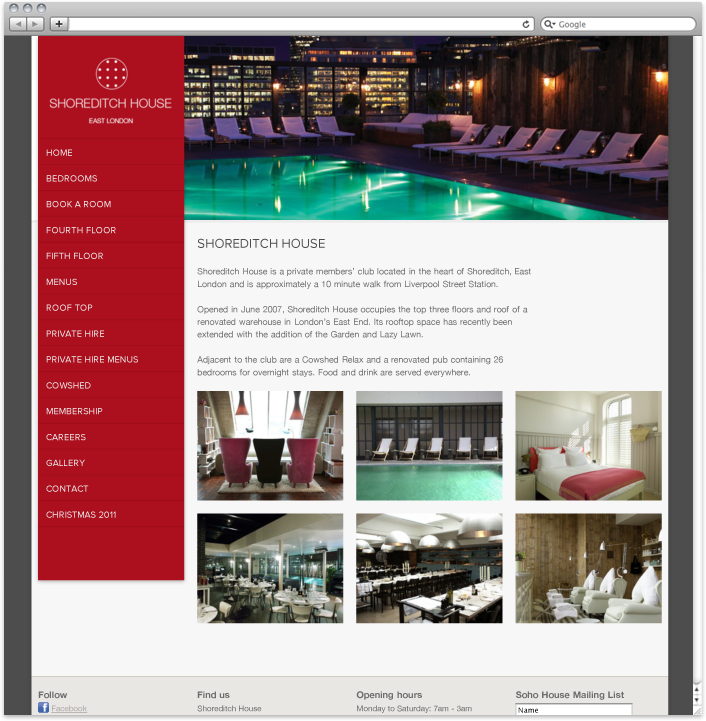 Google
SHOREDITCH HOUSE
EAST LONDON
HOME
BEDROOMS
BOOK A ROOM
FOURTH FLOOR
FIFTH FLOOR
MENUS
ROOF TOP
PRIVATE HIRE
PRIVATE HIRE MENUS
COWSHED
MEMBERSHIP
CAREERS
GALLERY
CONTACT
CHRISTMAS 2011
SHOREDITCH HOUSE
Shoreditch House is a private members' club located in the heart of Shoreditch, East
London and is approximately a 10 minute walk from Liverpool Street Station.
Opened in June 2007, Shoreditch House occupies the top three floors and roof of a
renovated warehouse in London's East End. Its rooftop space has recently been
extended with the addition of the Garden and Lazy Lawn.
Adjacent to the club are a Cowshed Relax and a renovated pub containing 26
bedrooms for overnight stays. Food and drink are served everywhere.
Follow
Facebook
Find us
Shoreditch House
Opening hours
Monday to Saturday: 7am - 3am
Soho House Mailing List
Name